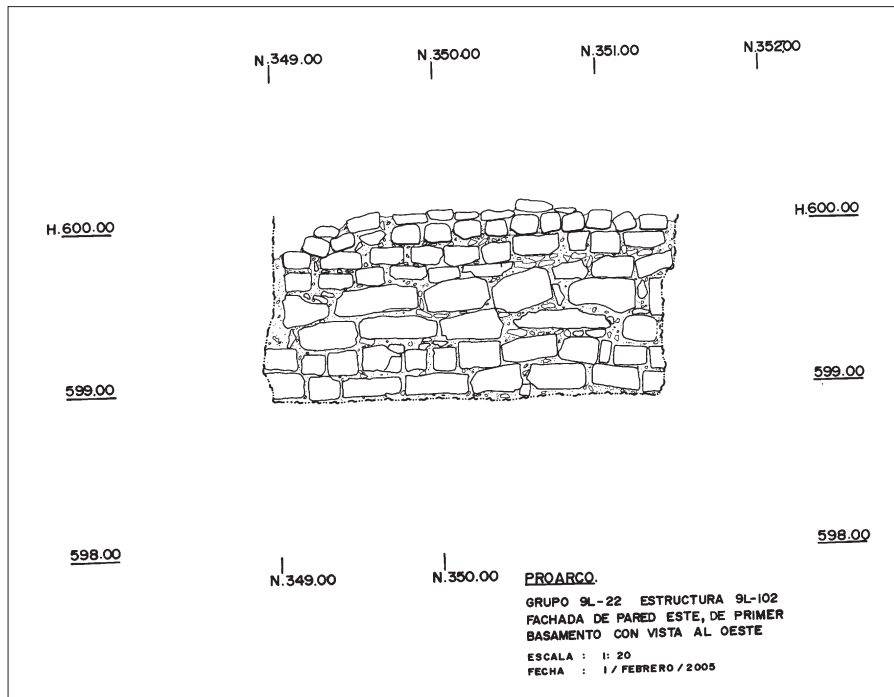 N.349.00 N.350.00 N.351.00 N.352.00
H.600.00 H.600.00
599.00 599.00
598.00 598.00
N.349.00 N.350.00
PROARCO.
GRUPO 9L-22 ESTRUCTURA 9L-102
FACHADA DE PARED ESTE, DE PRIMER
BASAMENTO CON VISTA AL OESTE
ESCALA : 1: 20
FECHA : 1 / FEBRERO / 2005